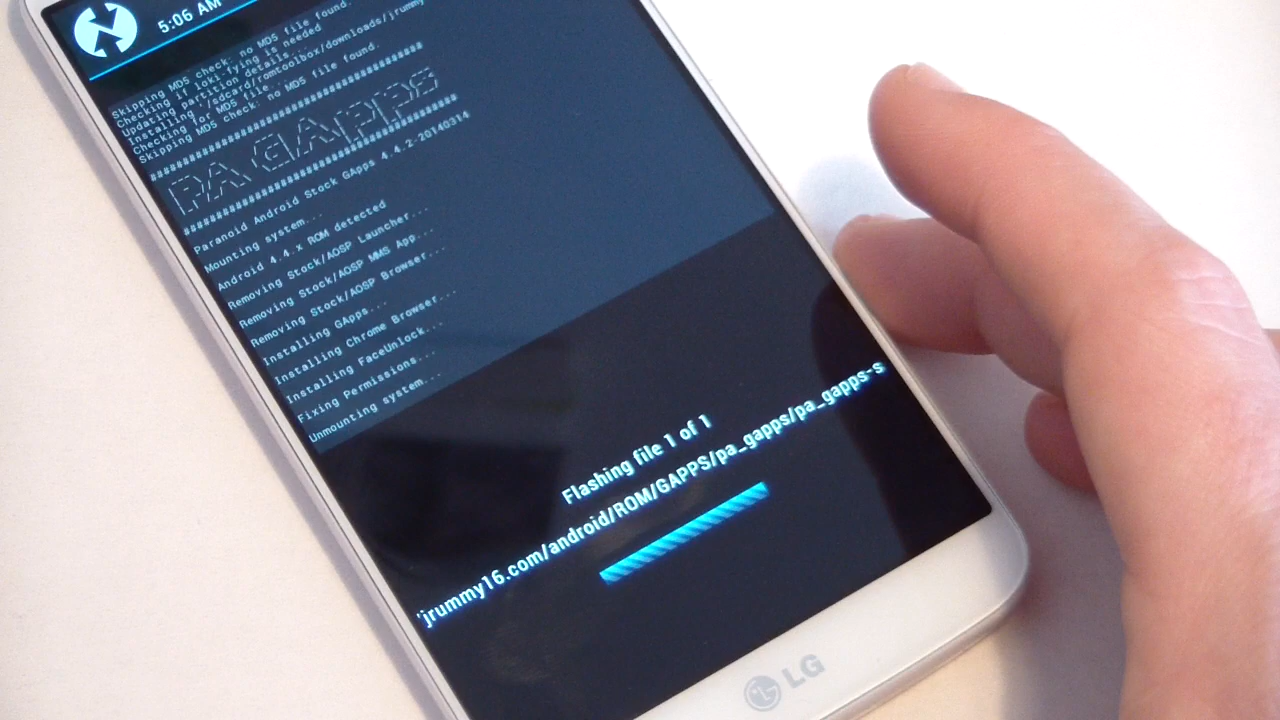 5:06 AM
Skipping MD5 check: no MD5 file found.
Checking if loki-fying is needed
Updating partition details...
Installing '/sdcard/romtoolbox/downloads/jrummy
Checking for MD5 file...
Skipping MD5 check: no MD5 file found.
##############################################
PA GAPPS
##############################################
Paranoid Android Stock GApps 4.4.2-20140314
Mounting system...
Android 4.4.x ROM detected
Removing Stock/AOSP Launcher...
Removing Stock/AOSP MMS App...
Removing Stock/AOSP Browser...
Installing GApps...
Installing Chrome Browser...
Installing FaceUnlock...
Fixing Permissions...
Unmounting system...
Flashing file 1 of 1
'jrummy16.com/android/ROM/GAPPS/pa_gapps/pa_gapps-s
LG